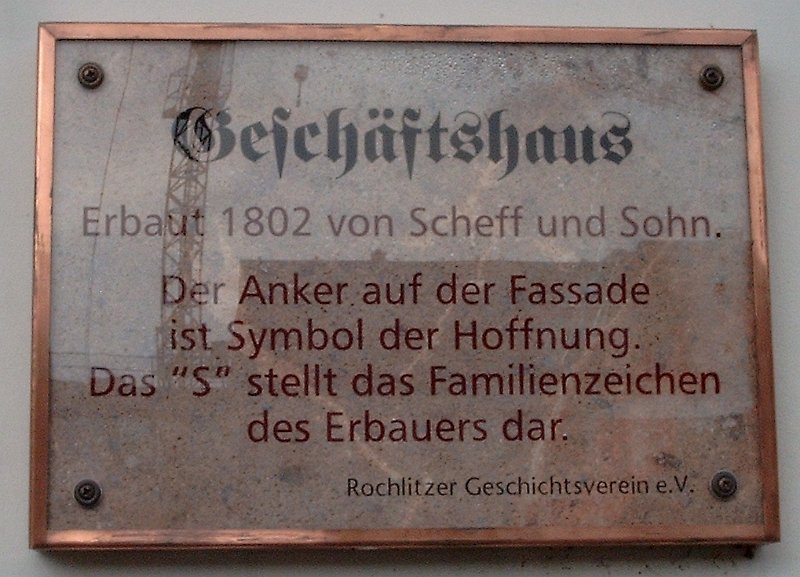 Geschäftshaus
Erbaut 1802 von Scheff und Sohn.
Der Anker auf der Fassade
ist Symbol der Hoffnung.
Das “S” stellt das Familienzeichen
des Erbauers dar.
Rochlitzer Geschichtsverein e.V.